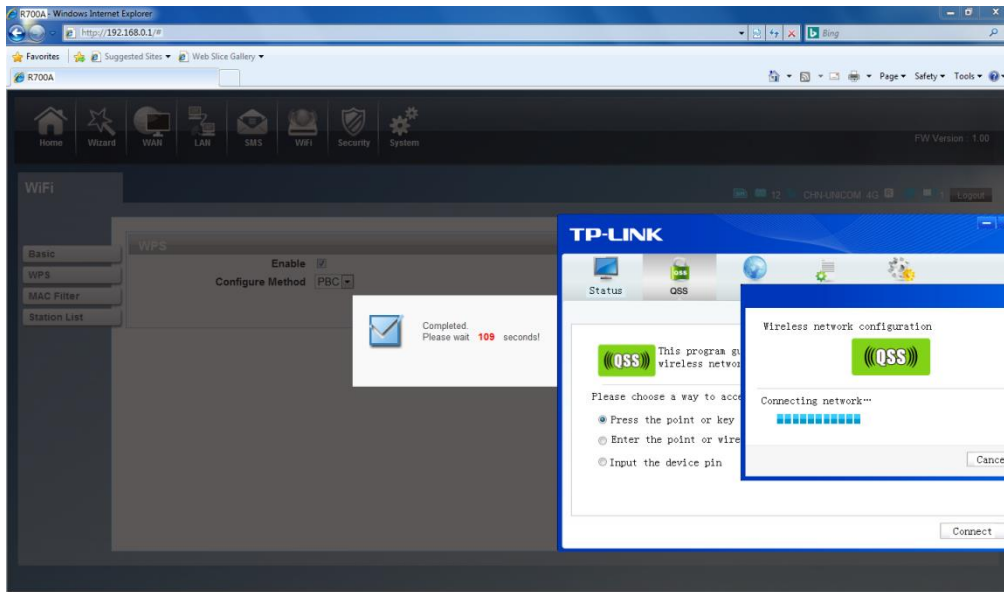 R700A - Windows Internet Explorer
http://192.168.0.1/#
Bing
Favorites Suggested Sites Web Slice Gallery
R700A
Page Safety Tools
Home Wizard WAN LAN SMS WiFi Security System
FW Version : 1.00
WiFi
12 CHN-UNICOM 4G 1 Logout
Basic
WPS
MAC Filter
Station List
WPS
Enable
Configure Method PBC
Completed.
Please wait 109 seconds!
TP-LINK
Status QSS
QSS
This program gu
wireless networ
Please choose a way to acce
Press the point or key
Enter the point or wire
Input the device pin
Connect
Wireless network configuration
QSS
Connecting network…
Cance